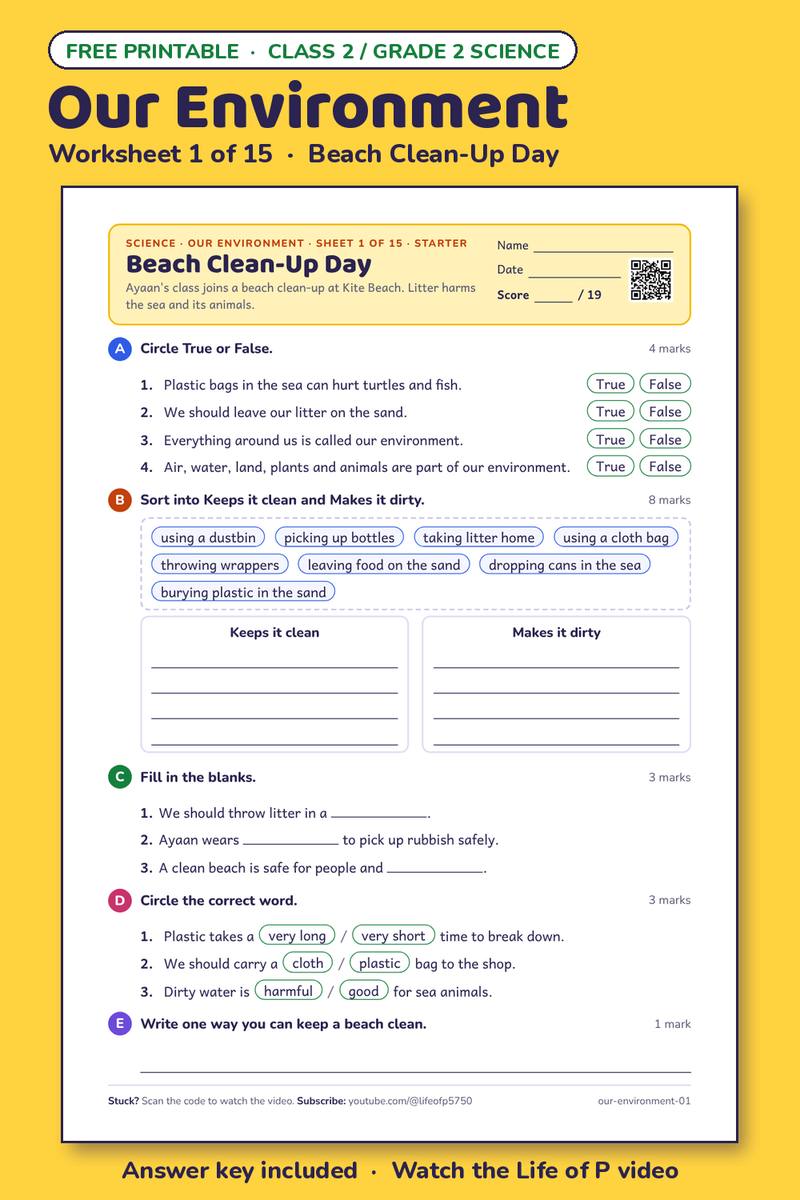 FREE PRINTABLE · CLASS 2 / GRADE 2 SCIENCE
Our Environment
Worksheet 1 of 15 · Beach Clean-Up Day
SCIENCE · OUR ENVIRONMENT · SHEET 1 OF 15 · STARTER
Beach Clean-Up Day
Ayaan's class joins a beach clean-up at Kite Beach. Litter harms
the sea and its animals.
Name ____________________
Date ______________
Score ______ / 19
A Circle True or False. 4 marks
1. Plastic bags in the sea can hurt turtles and fish. True False
2. We should leave our litter on the sand. True False
3. Everything around us is called our environment. True False
4. Air, water, land, plants and animals are part of our environment. True False
B Sort into Keeps it clean and Makes it dirty. 8 marks
using a dustbin picking up bottles taking litter home using a cloth bag
throwing wrappers leaving food on the sand dropping cans in the sea
burying plastic in the sand
Keeps it clean Makes it dirty
C Fill in the blanks. 3 marks
1. We should throw litter in a ______________.
2. Ayaan wears ______________ to pick up rubbish safely.
3. A clean beach is safe for people and ______________.
D Circle the correct word. 3 marks
1. Plastic takes a very long / very short time to break down.
2. We should carry a cloth / plastic bag to the shop.
3. Dirty water is harmful / good for sea animals.
E Write one way you can keep a beach clean. 1 mark
Stuck? Scan the code to watch the video. Subscribe: youtube.com/@lifeofp5750 our-environment-01
Answer key included · Watch the Life of P video